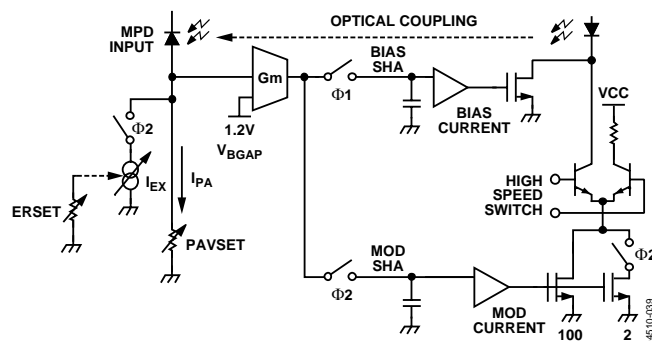 MPD
INPUT
OPTICAL COUPLING
Gm
BIAS
SHA
Φ1
BIAS
CURRENT
VCC
Φ2
1.2V
VBGAP
IEX
IPA
ERSET
PAVSET
HIGH
SPEED
SWITCH
MOD
SHA
Φ2
MOD
CURRENT
Φ2
100
2
4510-039